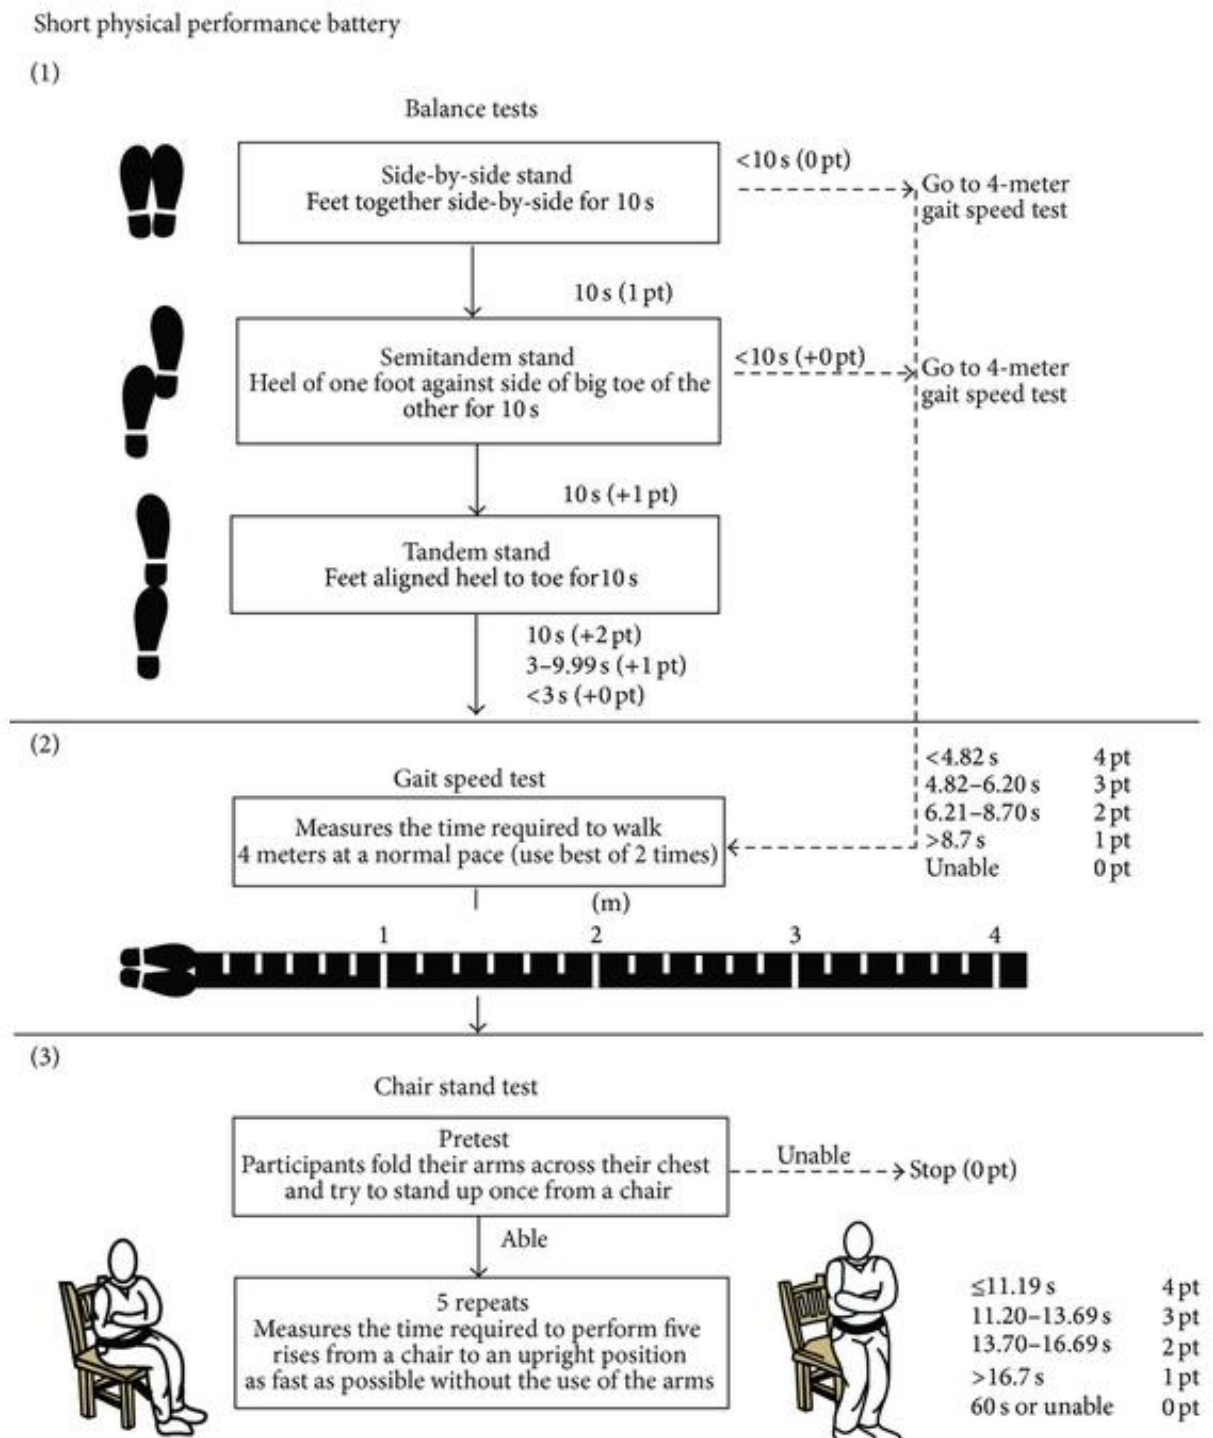 Short physical performance battery
(1)
Balance tests
Side-by-side stand
Feet together side-by-side for 10 s
<10 s (0 pt)
Go to 4-meter
gait speed test
10 s (1 pt)
Semitandem stand
Heel of one foot against side of big toe of the
other for 10 s
<10 s (+0 pt)
Go to 4-meter
gait speed test
10 s (+1 pt)
Tandem stand
Feet aligned heel to toe for10 s
10 s (+2 pt)
3–9.99 s (+1 pt)
<3 s (+0 pt)
(2)
Gait speed test
Measures the time required to walk
4 meters at a normal pace (use best of 2 times)
<4.82 s 4 pt
4.82–6.20 s 3 pt
6.21–8.70 s 2 pt
>8.7 s 1 pt
Unable 0 pt
(m)
1 2 3 4
(3)
Chair stand test
Pretest
Participants fold their arms across their chest
and try to stand up once from a chair
Unable
Stop (0 pt)
Able
5 repeats
Measures the time required to perform five
rises from a chair to an upright position
as fast as possible without the use of the arms
≤11.19 s 4 pt
11.20–13.69 s 3 pt
13.70–16.69 s 2 pt
>16.7 s 1 pt
60 s or unable 0 pt